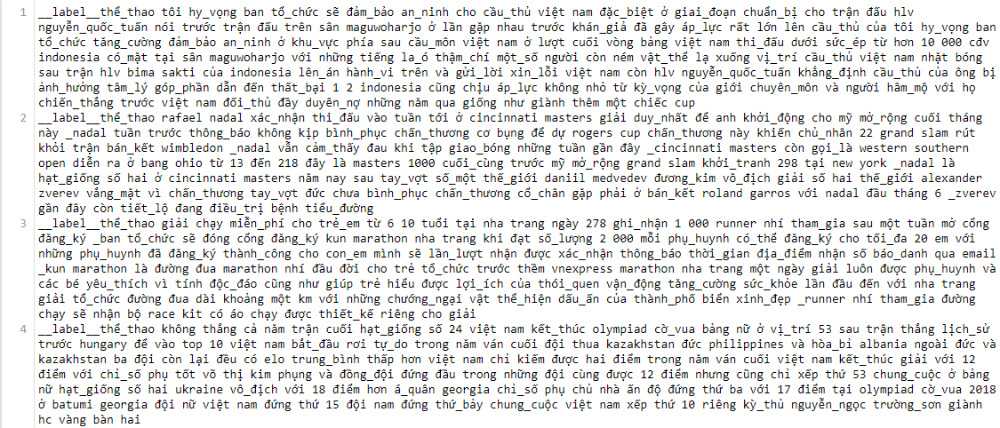 1 __label__thể_thao tôi hy_vọng ban tổ_chức sẽ đảm_bảo an_ninh cho cầu_thủ việt nam đặc_biệt ở giai_đoạn chuẩn_bị cho trận đấu hlv
nguyễn_quốc_tuấn nói trước trận đấu trên sân maguwoharjo ở lần gặp nhau trước khán_giả đã gây áp_lực rất lớn lên cầu_thủ của tôi hy_vọng ban
tổ_chức tăng_cường đảm_bảo an_ninh ở khu_vực phía sau cầu_môn việt nam ở lượt cuối vòng bảng việt nam thi_đấu dưới sức_ép từ hơn 10 000 cđv
indonesia có_mặt tại sân maguwoharjo với những tiếng la_ó thậm_chí một_số người còn ném vật_thể lạ xuống vị_trí cầu_thủ việt nam nhặt bóng
sau trận hlv bima sakti của indonesia lên_án hành_vi trên và gửi_lời xin_lỗi việt nam còn hlv nguyễn_quốc_tuấn khẳng_định cầu_thủ của ông bị
ảnh_hưởng tâm_lý góp_phần dẫn đến thất_bại 1 2 indonesia cũng chịu áp_lực không nhỏ từ kỳ_vọng của giới chuyên_môn và người hâm_mộ với họ
chiến_thắng trước việt nam đối_thủ đầy duyên_nợ những năm qua giống như giành thêm một chiếc cup
2 __label__thể_thao rafael nadal xác_nhận thi_đấu vào tuần tới ở cincinnati masters giải duy_nhất để anh khởi_động cho mỹ mở_rộng cuối tháng
này _nadal tuần trước thông_báo không kịp bình_phục chấn_thương cơ bụng để dự rogers cup chấn_thương này khiến chủ_nhân 22 grand slam rút
khỏi trận bán_kết wimbledon _nadal vẫn cảm_thấy đau khi tập giao_bóng những tuần gần đây _cincinnati masters còn gọi_là western southern
open diễn ra ở bang ohio từ 13 đến 218 đây là masters 1000 cuối_cùng trước mỹ mở_rộng grand slam khởi_tranh 298 tại new york _nadal là
hạt_giống số hai ở cincinnati masters năm nay sau tay_vợt số_một thế_giới daniil medvedev đương_kim vô_địch giải số hai thế_giới alexander
zverev vắng_mặt vì chấn_thương tay_vợt đức chưa bình_phục chấn_thương cổ_chân gặp phải ở bán_kết roland garros với nadal đầu tháng 6 _zverev
gần đây còn tiết_lộ đang điều_trị bệnh tiểu_đường
3 __label__thể_thao giải chạy miễn_phí cho trẻ_em từ 6 10 tuổi tại nha trang ngày 278 ghi_nhận 1 000 runner nhí tham_gia sau một tuần mở cổng
đăng_ký _ban tổ_chức sẽ đóng cổng đăng_ký kun marathon nha trang khi đạt số_lượng 2 000 mỗi phụ_huynh có_thể đăng_ký cho tối_đa 20 em với
những phụ_huynh đã đăng_ký thành_công cho con_em mình sẽ lần_lượt nhận được xác_nhận thông_báo thời_gian địa_điểm nhận số báo_danh qua email
_kun marathon là đường đua marathon nhí đầu đời cho trẻ tổ_chức trước thềm vnexpress marathon nha trang một ngày giải luôn được phụ_huynh và
các bé yêu_thích vì tính độc_đáo cũng như giúp trẻ hiểu được lợi_ích của thói_quen vận_động tăng_cường sức_khỏe lần đầu đến với nha trang
giải tổ_chức đường đua dài khoảng một km với những chướng_ngại vật thể_hiện dấu_ấn của thành_phố biển xinh_đẹp _runner nhí tham_gia đường
chạy sẽ nhận bộ race kit có áo chạy được thiết_kế riêng cho giải
4 __label__thể_thao không thắng cả năm trận cuối hạt_giống số 24 việt nam kết_thúc olympiad cờ_vua bảng nữ ở vị_trí 53 sau trận thắng lịch_sử
trước hungary để vào top 10 việt nam bắt_đầu rơi tự_do trong năm ván cuối đội thua kazakhstan đức philippines và hòa_bỉ albania ngoài đức và
kazakhstan ba đội còn lại đều có elo trung_bình thấp hơn việt nam chỉ kiếm được hai điểm trong năm ván cuối việt nam kết_thúc giải với 12
điểm với chỉ_số phụ tốt võ thị kim phụng và đồng_đội đứng đầu trong những đội cùng được 12 điểm nhưng cũng chỉ xếp thứ 53 chung_cuộc ở bảng
nữ hạt_giống số hai ukraine vô_địch với 18 điểm hơn á_quân georgia chỉ_số phụ chủ nhà ấn độ đứng thứ ba với 17 điểm tại olympiad cờ_vua 2018
ở batumi georgia đội nữ việt nam đứng thứ 15 đội nam đứng thứ_bảy chung_cuộc việt nam xếp thứ 10 riêng kỳ_thủ nguyễn_ngọc trường_sơn giành
hc vàng bàn hai